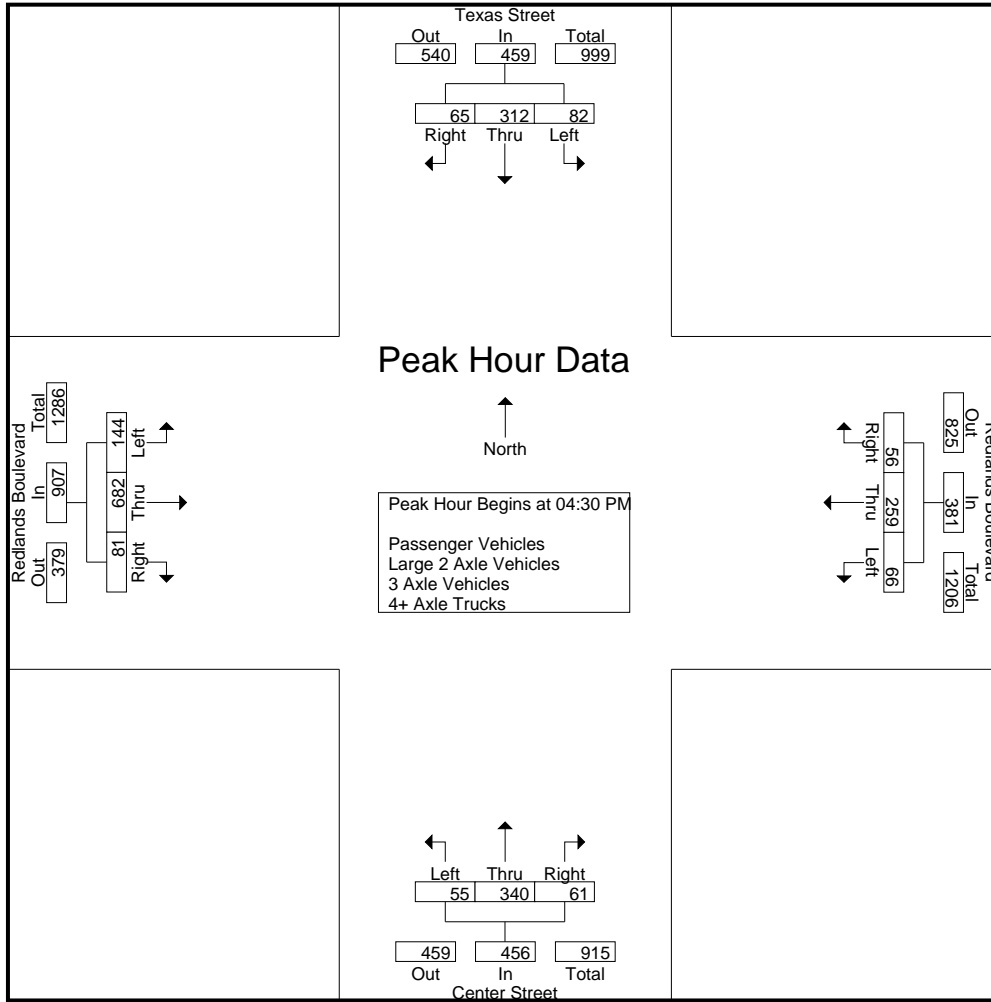 Texas Street
Out In Total
540 459 999
65 312 82
Right Thru Left
Peak Hour Data
North
Peak Hour Begins at 04:30 PM
Passenger Vehicles
Large 2 Axle Vehicles
3 Axle Vehicles
4+ Axle Trucks
Redlands Boulevard
Out In Total
379 907 1286
81 682 144
Right Thru Left
Redlands Boulevard
Out In Total
825 381 1206
56 259 66
Right Thru Left
Left Thru Right
55 340 61
459 456 915
Out In Total
Center Street